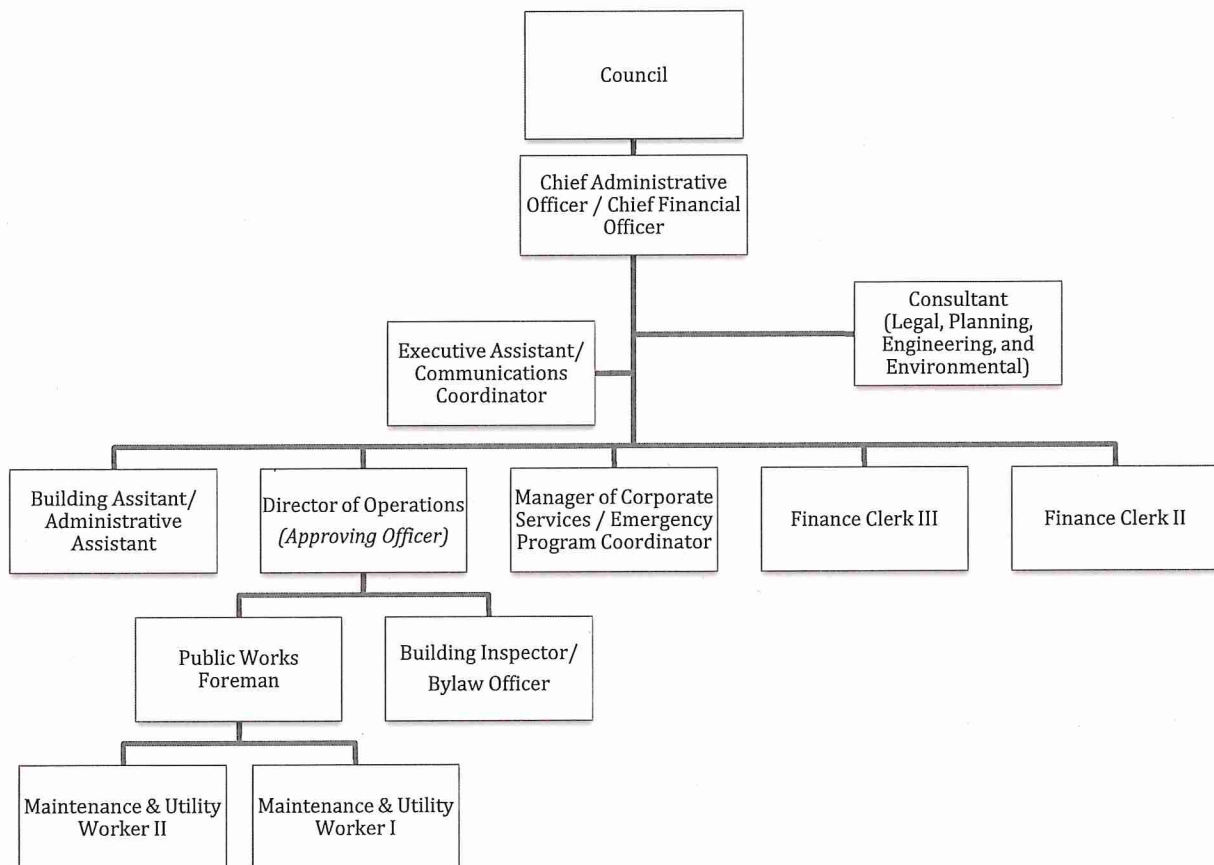 Council
Chief Administrative
Officer / Chief Financial
Officer
Consultant
(Legal, Planning,
Engineering, and
Environmental)
Executive Assistant/
Communications
Coordinator
Building Assitant/
Administrative
Assistant
Director of Operations
(Approving Officer)
Manager of Corporate
Services / Emergency
Program Coordinator
Finance Clerk III
Finance Clerk II
Public Works
Foreman
Building Inspector/
Bylaw Officer
Maintenance & Utility
Worker II
Maintenance & Utility
Worker I